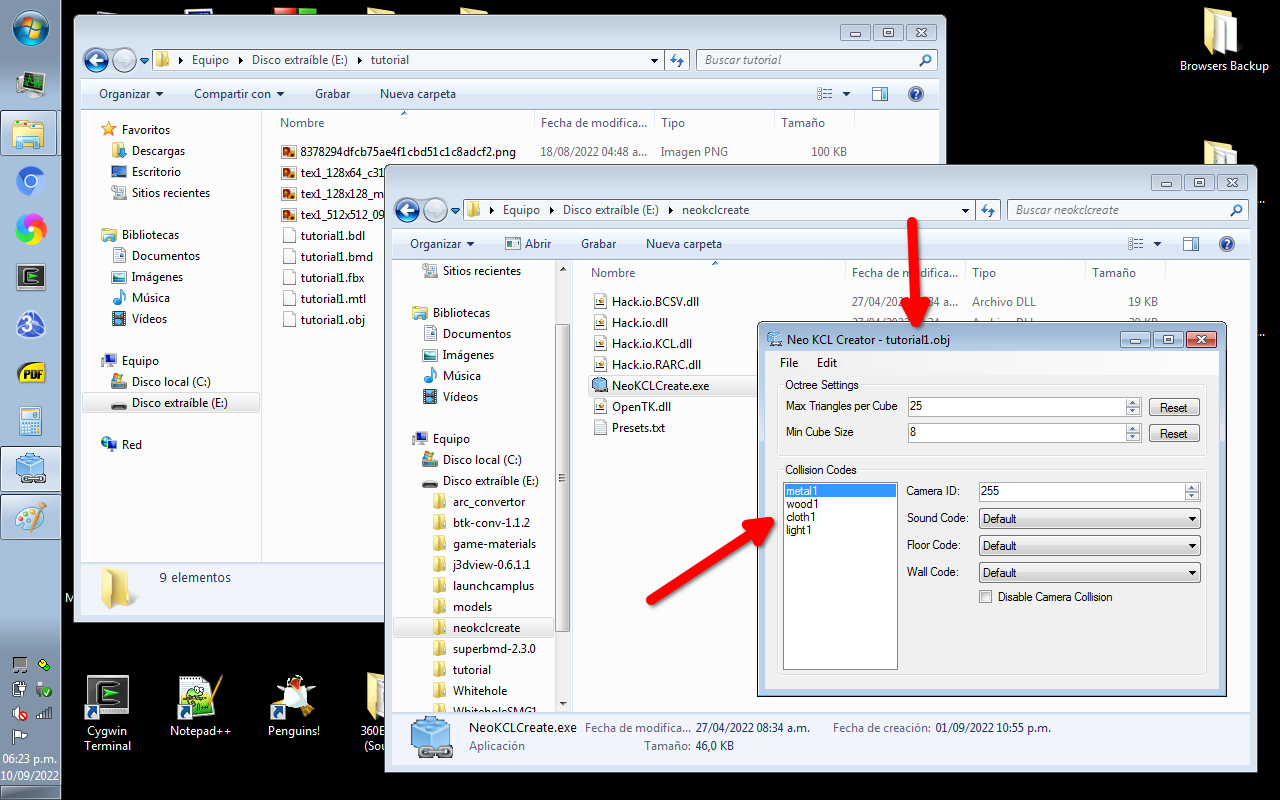 Browsers Backup
Equipo
Disco extraíble (E:)
tutorial
Buscar tutorial
Organizar
Compartir con
Grabar
Nueva carpeta
Nombre
Fecha de modifica...
Tipo
Tamaño
Favoritos
Descargas
Escritorio
Sitios recientes
Bibliotecas
Documentos
Imágenes
Música
Vídeos
Equipo
Disco local (C:)
Disco extraíble (E:)
Red
8378294dfcb75ae4f1cbd51c1c8adcf2.png 18/08/2022 04:48 a... Imagen PNG 100 KB
tex1_128x64_c31
tex1_128x128_m
tex1_512x512_09
tutorial1.bdl
tutorial1.bmd
tutorial1.fbx
tutorial1.mtl
tutorial1.obj
9 elementos
Equipo
Disco extraíble (E:)
neokclcreate
Buscar neokclcreate
Organizar
Abrir
Grabar
Nueva carpeta
Sitios recientes
Bibliotecas
Documentos
Imágenes
Música
Vídeos
Equipo
Disco local (C:)
Disco extraíble (E:)
arc_convertor
btk-conv-1.1.2
game-materials
j3dview-0.6.1.1
launchcamplus
models
neokclcreate
superbmd-2.3.0
tutorial
Whitehole
WhiteholeSMG1
Nombre
Fecha de modifica...
Tipo
Tamaño
Hack.io.BCSV.dll 27/04/2022 a... Archivo DLL 19 KB
Hack.io.dll
Hack.io.KCL.dll
Hack.io.RARC.dll
NeoKCLCreate.exe
OpenTK.dll
Presets.txt
Neo KCL Creator - tutorial1.obj
File Edit
Octree Settings
Max Triangles per Cube 25 Reset
Min Cube Size 8 Reset
Collision Codes
metal1
wood1
cloth1
light1
Camera ID: 255
Sound Code: Default
Floor Code: Default
Wall Code: Default
Disable Camera Collision
NeoKCLCreate.exe Fecha de modifica... 27/04/2022 08:34 a.m. Fecha de creación: 01/09/2022 10:55 p.m.
Aplicación Tamaño: 46,0 KB
Cygwin
Terminal
Notepad++
Penguins!
PDF
06:23 p.m.
10/09/2022